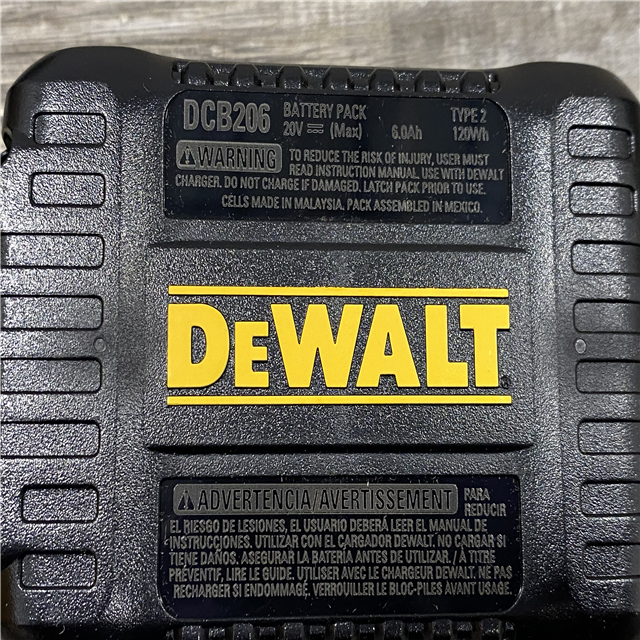 DCB206 BATTERY PACK TYPE 2
20V ⎓ (Max) 6.0Ah 120Wh
⚠WARNING TO REDUCE THE RISK OF INJURY, USER MUST
READ INSTRUCTION MANUAL. USE WITH DEWALT
CHARGER. DO NOT CHARGE IF DAMAGED. LATCH PACK PRIOR TO USE.
CELLS MADE IN MALAYSIA. PACK ASSEMBLED IN MEXICO.
DEWALT®
⚠ADVERTENCIA/AVERTISSEMENT PARA
REDUCIR
EL RIESGO DE LESIONES, EL USUARIO DEBERÁ LEER EL MANUAL DE
INSTRUCCIONES. UTILIZAR CON EL CARGADOR DEWALT. NO CARGAR SI
TIENE DAÑOS. ASEGURAR LA BATERÍA ANTES DE UTILIZAR. / À TITRE
PRÉVENTIF, LIRE LE GUIDE. UTILISER AVEC LE CHARGEUR DEWALT. NE PAS
RECHARGER SI ENDOMMAGÉ. VERROUILLER LE BLOC-PILES AVANT USAGE.